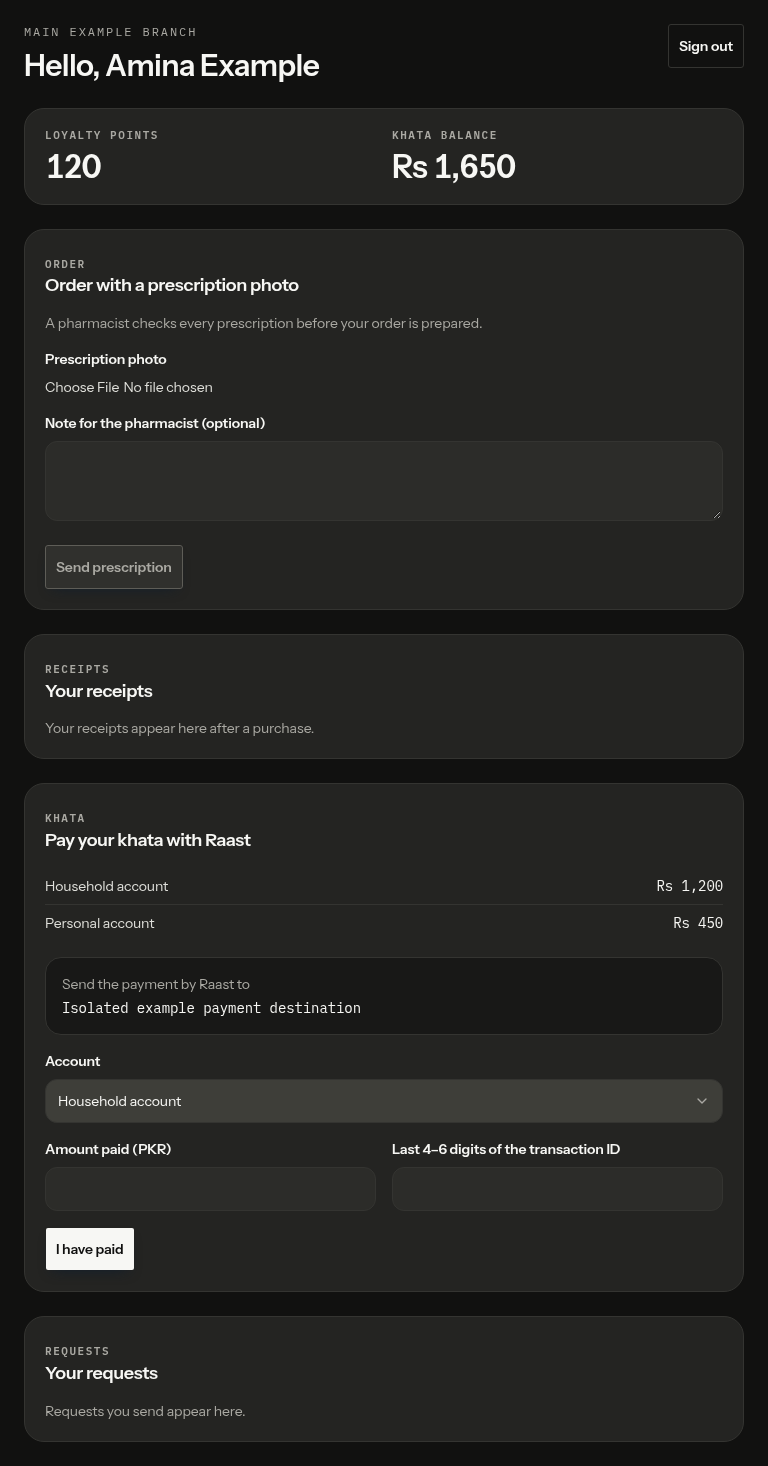 MAIN EXAMPLE BRANCH
Hello, Amina Example
Sign out
LOYALTY POINTS
120
KHATA BALANCE
Rs 1,650
ORDER
Order with a prescription photo
A pharmacist checks every prescription before your order is prepared.
Prescription photo
Choose File No file chosen
Note for the pharmacist (optional)
Send prescription
RECEIPTS
Your receipts
Your receipts appear here after a purchase.
KHATA
Pay your khata with Raast
Household account Rs 1,200
Personal account Rs 450
Send the payment by Raast to
Isolated example payment destination
Account
Household account
Amount paid (PKR)
Last 4–6 digits of the transaction ID
I have paid
REQUESTS
Your requests
Requests you send appear here.